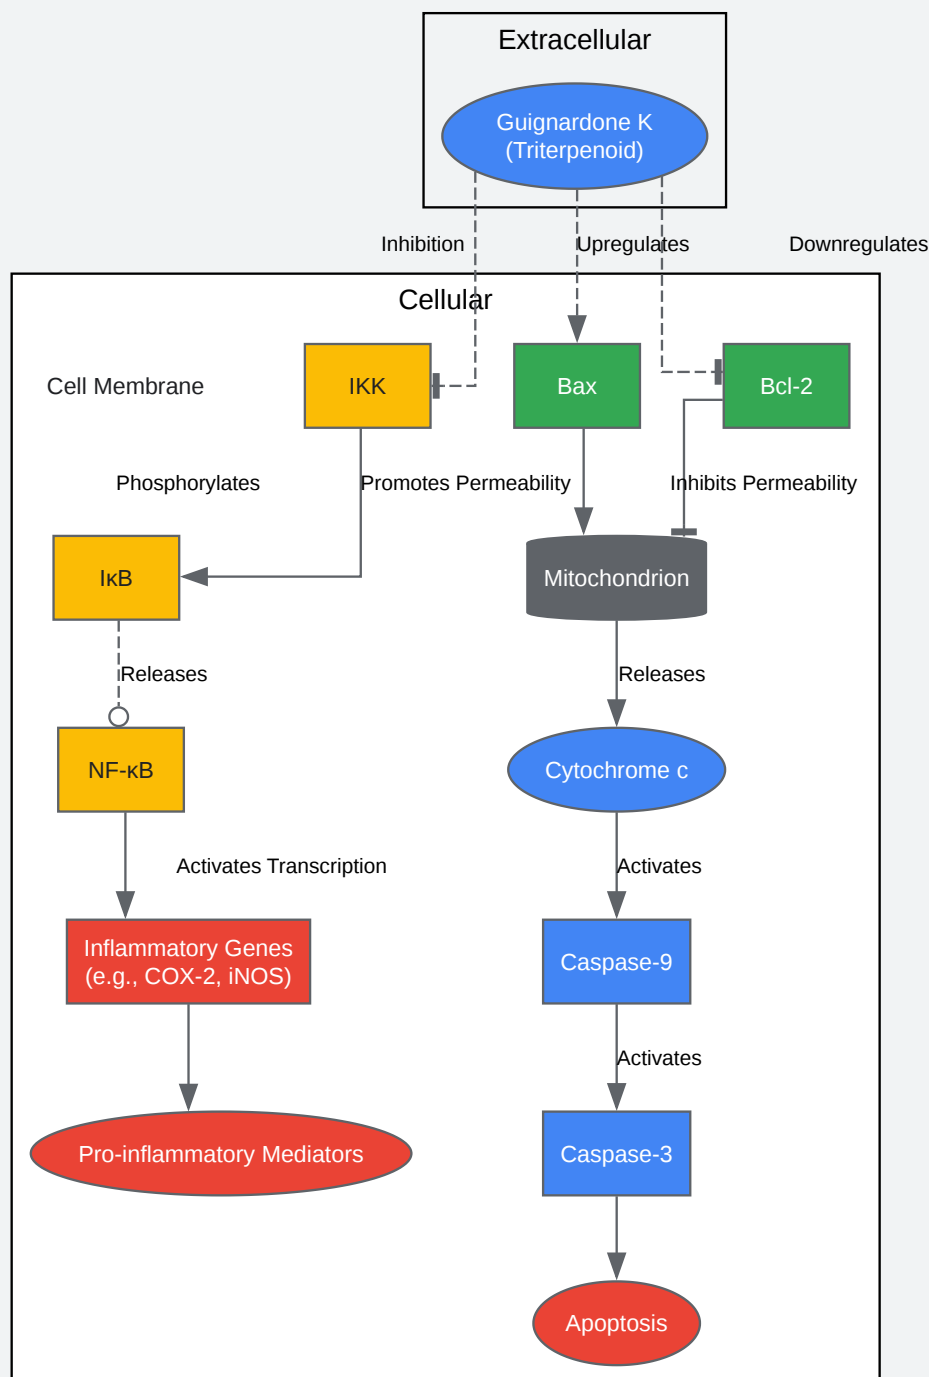 Extracellular
Guignardone K
(Triterpenoid)
Inhibition
Upregulates
Downregulates
Cellular
Cell Membrane
IKK
Bax
Bcl-2
Phosphorylates
Promotes Permeability
Inhibits Permeability
IκB
Mitochondrion
Releases
Releases
NF-κB
Cytochrome c
Activates Transcription
Activates
Inflammatory Genes
(e.g., COX-2, iNOS)
Caspase-9
Activates
Pro-inflammatory Mediators
Caspase-3
Apoptosis